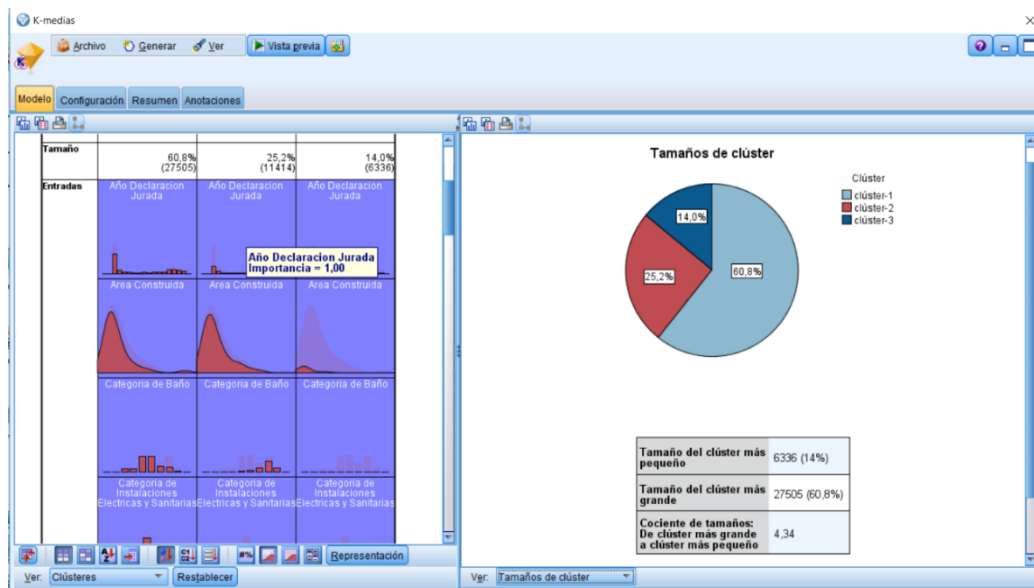 K-medias
Archivo Generar Ver Vista previa
Modelo Configuración Resumen Anotaciones
Tamaño
60,8% 25,2% 14,0%
(27505) (11414) (6336)
Entradas
Año Declaracion Año Declaracion Año Declaracion
Jurada Jurada Jurada
Año Declaracion Jurada
Importancia = 1,00
Area Construida Area Construida Area Construida
Categoria de Baño Categoria de Baño Categoria de Baño
Categoria de Categoria de Categoria de
Instalaciones Instalaciones Instalaciones
Electricas y Sanitarias Electricas y Sanitarias Electricas y Sanitarias
Representación
Ver: Clústeres Restablecer
Tamaños de clúster
Clúster
clúster-1
clúster-2
clúster-3
14,0%
25,2%
60,8%
Tamaño del clúster más
pequeño
6336 (14%)
Tamaño del clúster más
grande
27505 (60,8%)
Cociente de tamaños:
De clúster más grande
a clúster más pequeño
4,34
Ver: Tamaños de clúster